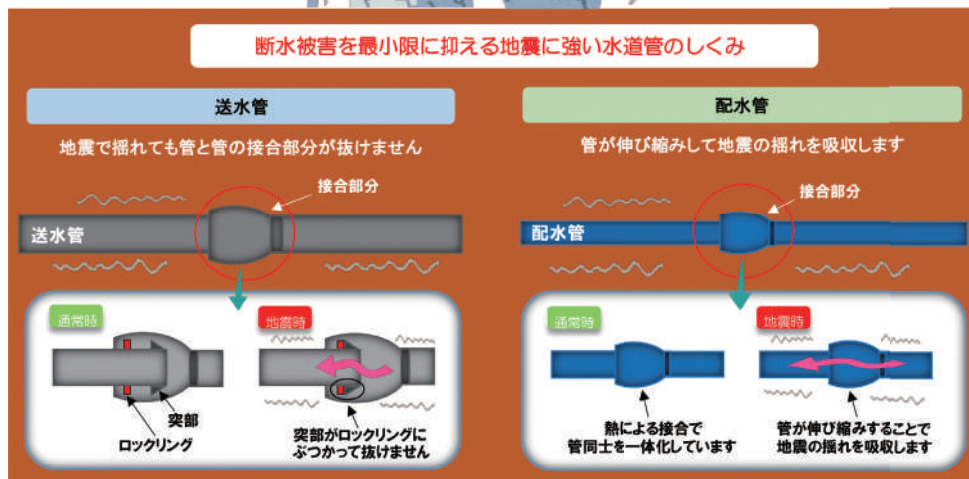 断水被害を最小限に抑える地震に強い水道管のしくみ
送水管
地震で揺れても管と管の接合部分が抜けません
接合部分
送水管
通常時
地震時
突部
ロックリング
突部がロックリングに
ぶつかって抜けません
配水管
管が伸び縮みして地震の揺れを吸収します
接合部分
配水管
通常時
地震時
熱による接合で
管同士を一体化しています
管が伸び縮みすることで
地震の揺れを吸収します